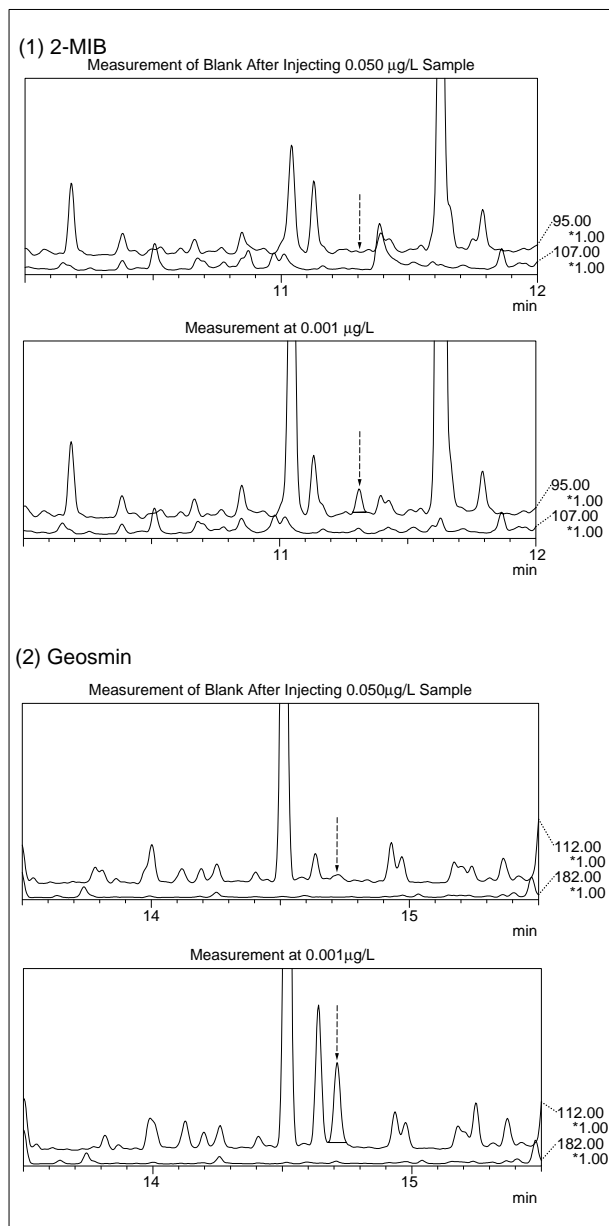 (1) 2-MIB
Measurement of Blank After Injecting 0.050 μg/L Sample
95.00
*1.00
107.00
*1.00
11 12
min
Measurement at 0.001 μg/L
95.00
*1.00
107.00
*1.00
11 12
min
(2) Geosmin
Measurement of Blank After Injecting 0.050μg/L Sample
112.00
*1.00
182.00
*1.00
14 15
min
Measurement at 0.001μg/L
112.00
*1.00
182.00
*1.00
14 15
min